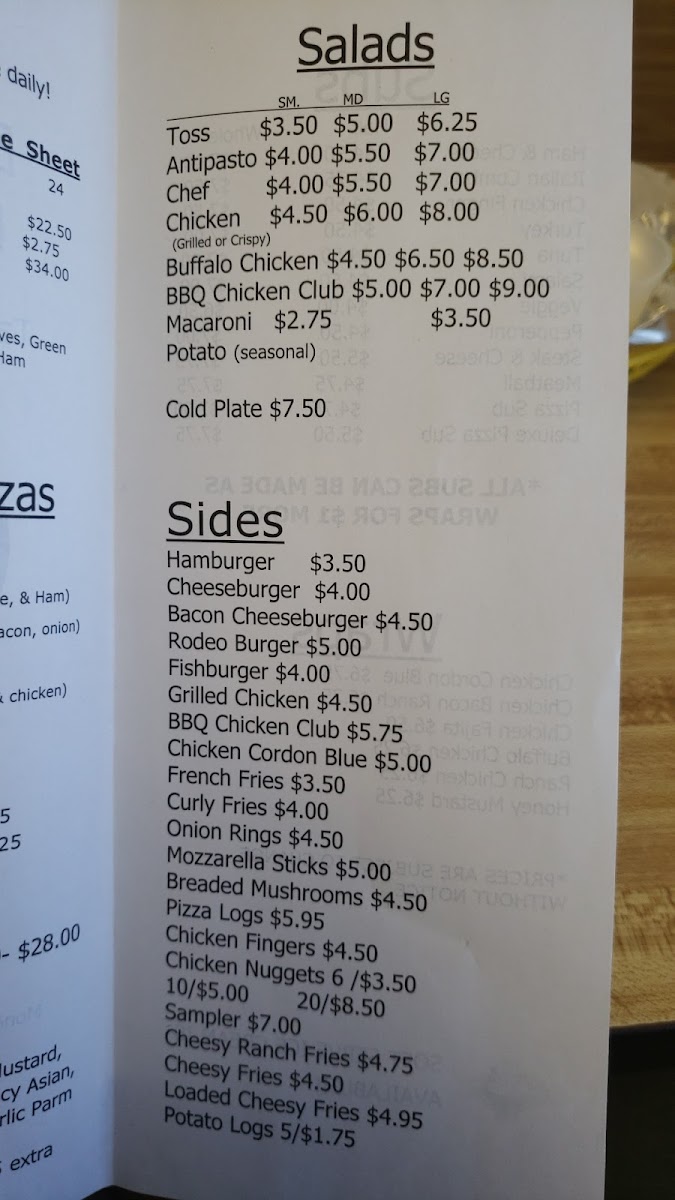 daily!
e Sheet
24
$22.50
$2.75
$34.00
ves, Green
Ham
zas
e, & Ham)
acon, onion)
& chicken)
5
25
- $28.00
Mustard,
cy Asian,
rlic Parm
extra
Salads
SM. MD LG
Toss $3.50 $5.00 $6.25
Antipasto $4.00 $5.50 $7.00
Chef $4.00 $5.50 $7.00
Chicken $4.50 $6.00 $8.00
(Grilled or Crispy)
Buffalo Chicken $4.50 $6.50 $8.50
BBQ Chicken Club $5.00 $7.00 $9.00
Macaroni $2.75 $3.50
Potato (seasonal)
Cold Plate $7.50
Sides
Hamburger $3.50
Cheeseburger $4.00
Bacon Cheeseburger $4.50
Rodeo Burger $5.00
Fishburger $4.00
Grilled Chicken $4.50
BBQ Chicken Club $5.75
Chicken Cordon Blue $5.00
French Fries $3.50
Curly Fries $4.00
Onion Rings $4.50
Mozzarella Sticks $5.00
Breaded Mushrooms $4.50
Pizza Logs $5.95
Chicken Fingers $4.50
Chicken Nuggets 6 /$3.50
10/$5.00 20/$8.50
Sampler $7.00
Cheesy Ranch Fries $4.75
Cheesy Fries $4.50
Loaded Cheesy Fries $4.95
Potato Logs 5/$1.75